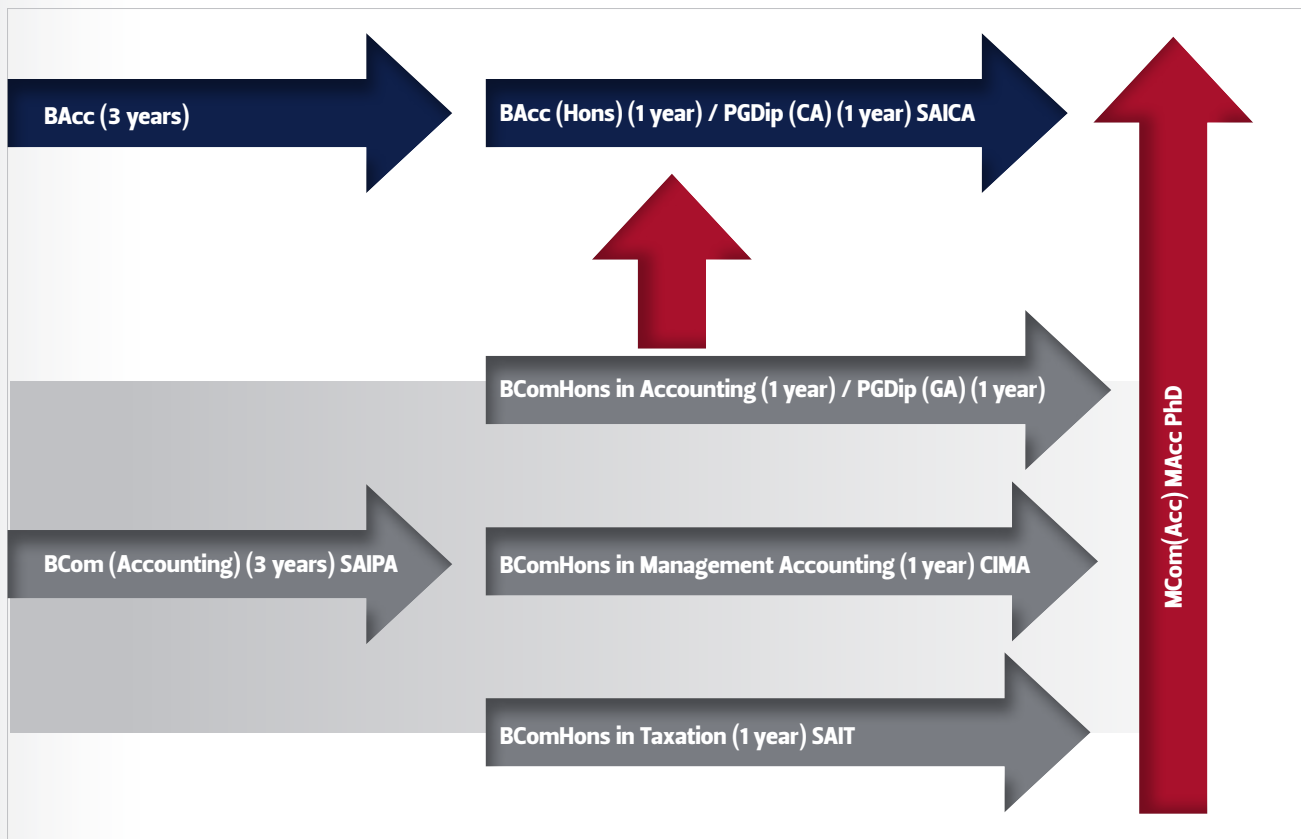 BAcc (3 years)
BAcc (Hons) (1 year) / PGDip (CA) (1 year) SAICA
BComHons in Accounting (1 year) / PGDip (GA) (1 year)
BCom (Accounting) (3 years) SAIPA
BComHons in Management Accounting (1 year) CIMA
BComHons in Taxation (1 year) SAIT
MCom(Acc) MAcc PhD